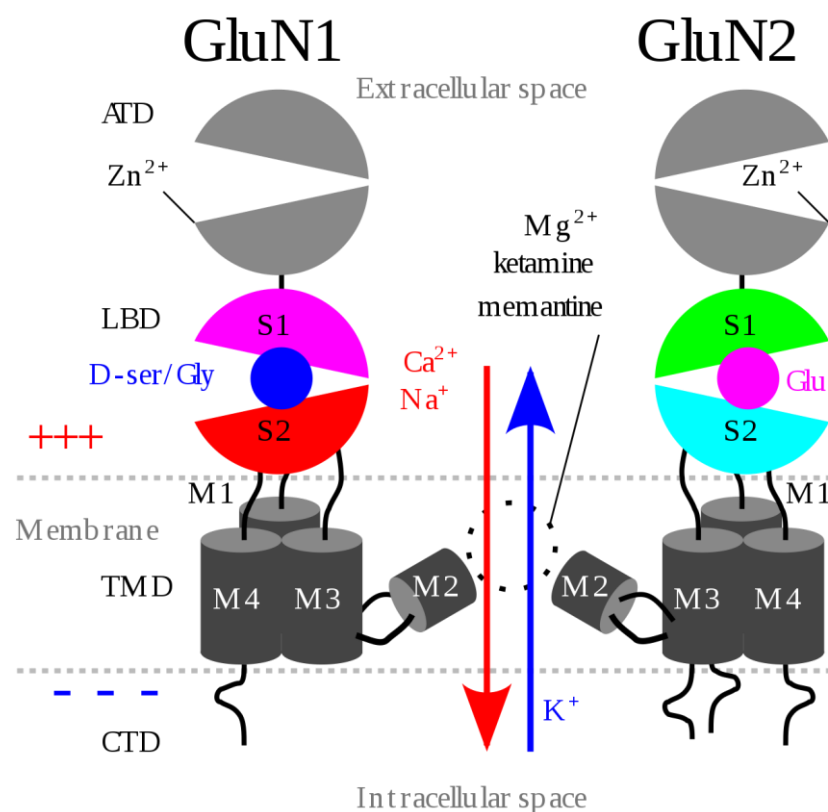 GluN1
GluN2
Extracellular space
ATD
Zn²⁺
Zn²⁺
Mg²⁺
ketamine
memantine
LBD
S1
S1
D-ser/Gly
Ca²⁺
Na⁺
Glu
S2
S2
+++
M1
M1
Membrane
TMD
M4
M3
M2
M2
M3
M4
- - -
K⁺
CTD
Intracellular space